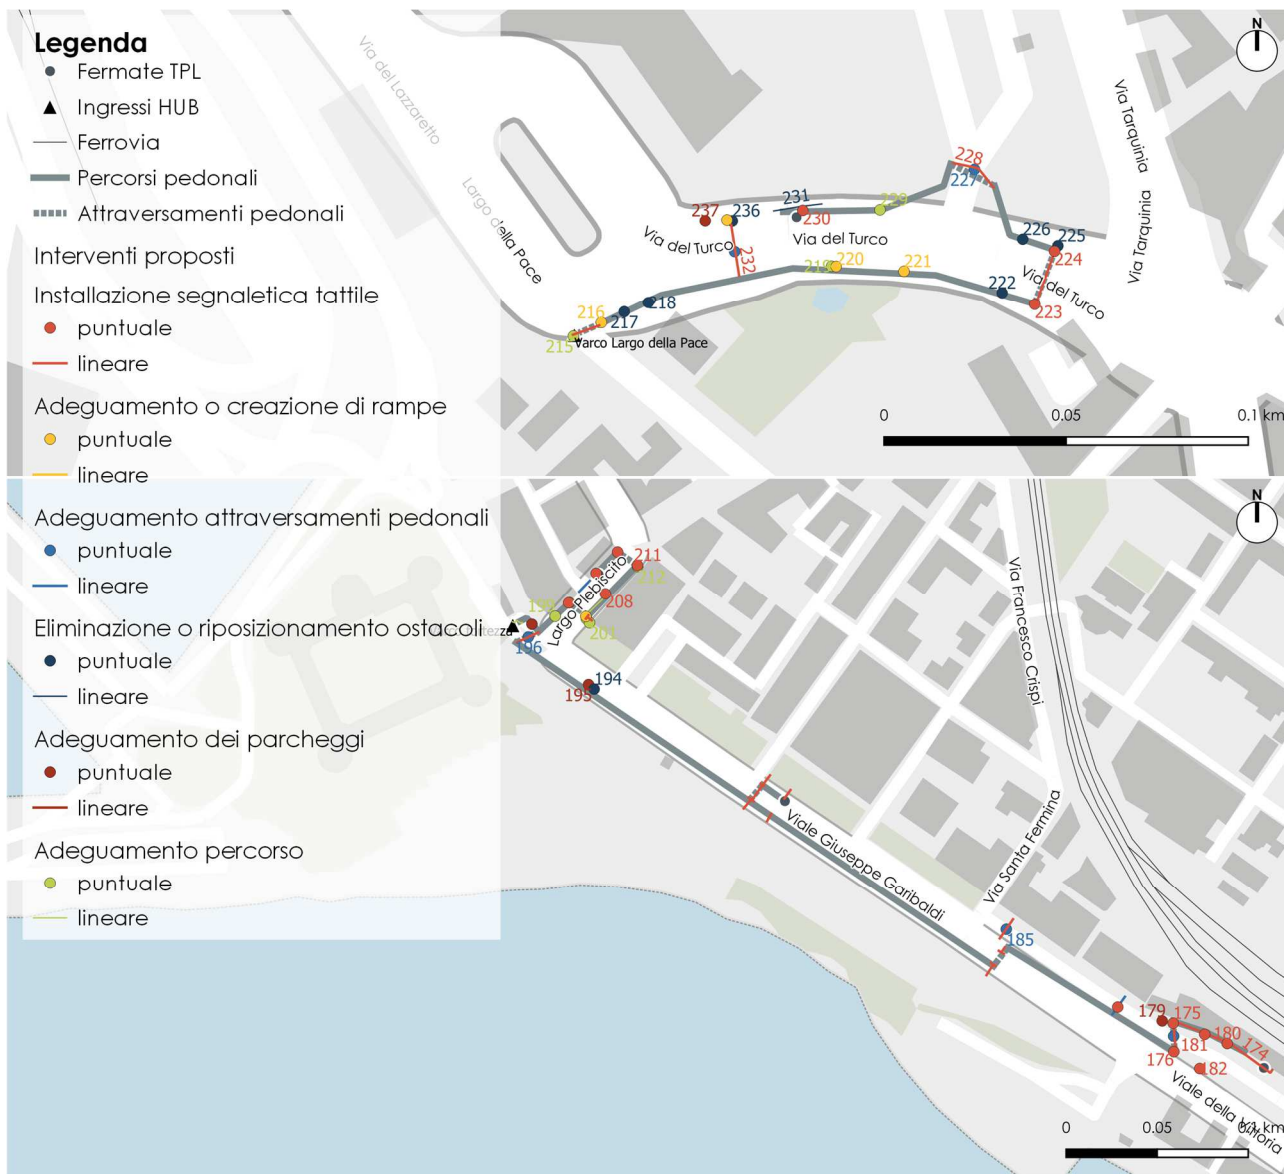 Legenda
Fermate TPL
Ingressi HUB
Ferrovia
Percorsi pedonali
Attraversamenti pedonali
Interventi proposti
Installazione segnaletica tattile
puntuale
lineare
Adeguamento o creazione di rampe
puntuale
lineare
Adeguamento attraversamenti pedonali
puntuale
lineare
Eliminazione o riposizionamento ostacoli
puntuale
lineare
Adeguamento dei parcheggi
puntuale
lineare
Adeguamento percorso
puntuale
lineare
N
Via del Lazzaretto
Largo della Pace
Via Tarquinia
Via Tarquinia
Via Tarquinia
228
227
231
229
230
237
236
Via del Turco
Via del Turco
232
226
225
224
219
220
221
222
Via del Turco
223
216
217
218
215
Varco Largo della Pace
0
0.05
0.1 km
N
211
212
Largo Plebiscito
208
201
196
194
195
Via Francesco Crispi
Viale Giuseppe Garibaldi
Via Santa Fermina
185
179
175
180
174
181
176
182
Viale della Vittoria
0
0.05
0.1 km